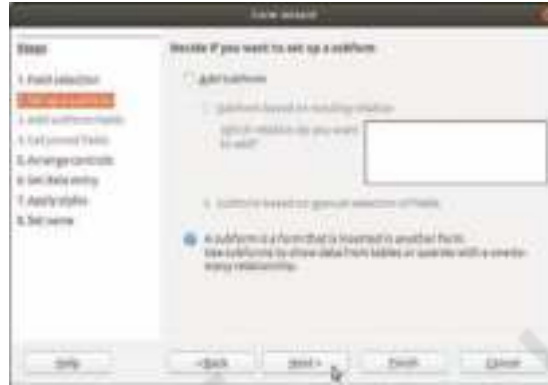 Form Wizard
Steps
Decide if you want to set up a subform
1. Field selection
2. Set up a subform
3. Add subform fields
4. Get joined fields
5. Arrange controls
6. Set data entry
7. Apply styles
8. Set name
Add Subform
Subform based on existing relation
Which relation do you want
to add?
Subform based on manual selection of fields
A subform is a form that is inserted in another form.
Use subforms to show data from tables or queries with a one-to-
many relationship.
Help
< Back
Next >
Finish
Cancel